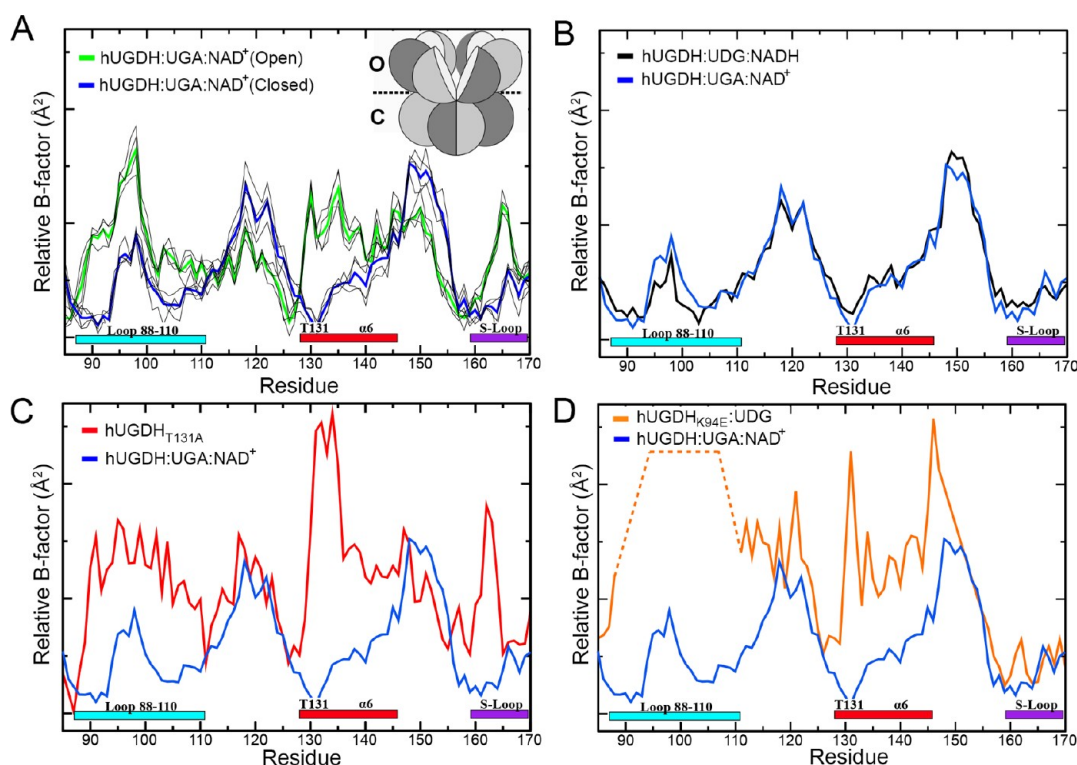 A
hUGDH:UGA:NAD+(Open)
hUGDH:UGA:NAD+(Closed)
O
C
Relative B-factor (Å2)
Loop 88-110
T131
α6
S-Loop
90 100 110 120 130 140 150 160 170
Residue
B
hUGDH:UDG:NADH
hUGDH:UGA:NAD+
Relative B-factor (Å2)
Loop 88-110
T131
α6
S-Loop
90 100 110 120 130 140 150 160 170
Residue
C
hUGDHT131A
hUGDH:UGA:NAD+
Relative B-factor (Å2)
Loop 88-110
T131
α6
S-Loop
90 100 110 120 130 140 150 160 170
Residue
D
hUGDHK94E:UDG
hUGDH:UGA:NAD+
Relative B-factor (Å2)
Loop 88-110
T131
α6
S-Loop
90 100 110 120 130 140 150 160 170
Residue